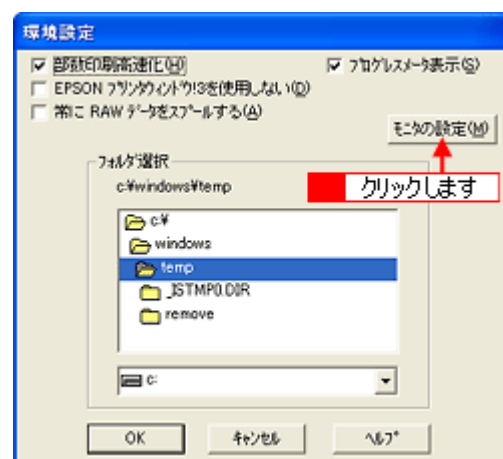 環境設定
部数印刷高速化(H)
プログレスメータ表示(S)
EPSON プリンタウィンドウ!3を使用しない(D)
常に RAW データをスプールする(A)
モニタの設定(M)
クリックします
フォルダ選択
c:¥windows¥temp
c:¥
windows
temp
_ISTMP0.DIR
remove
c:
OK
キャンセル
ヘルプ